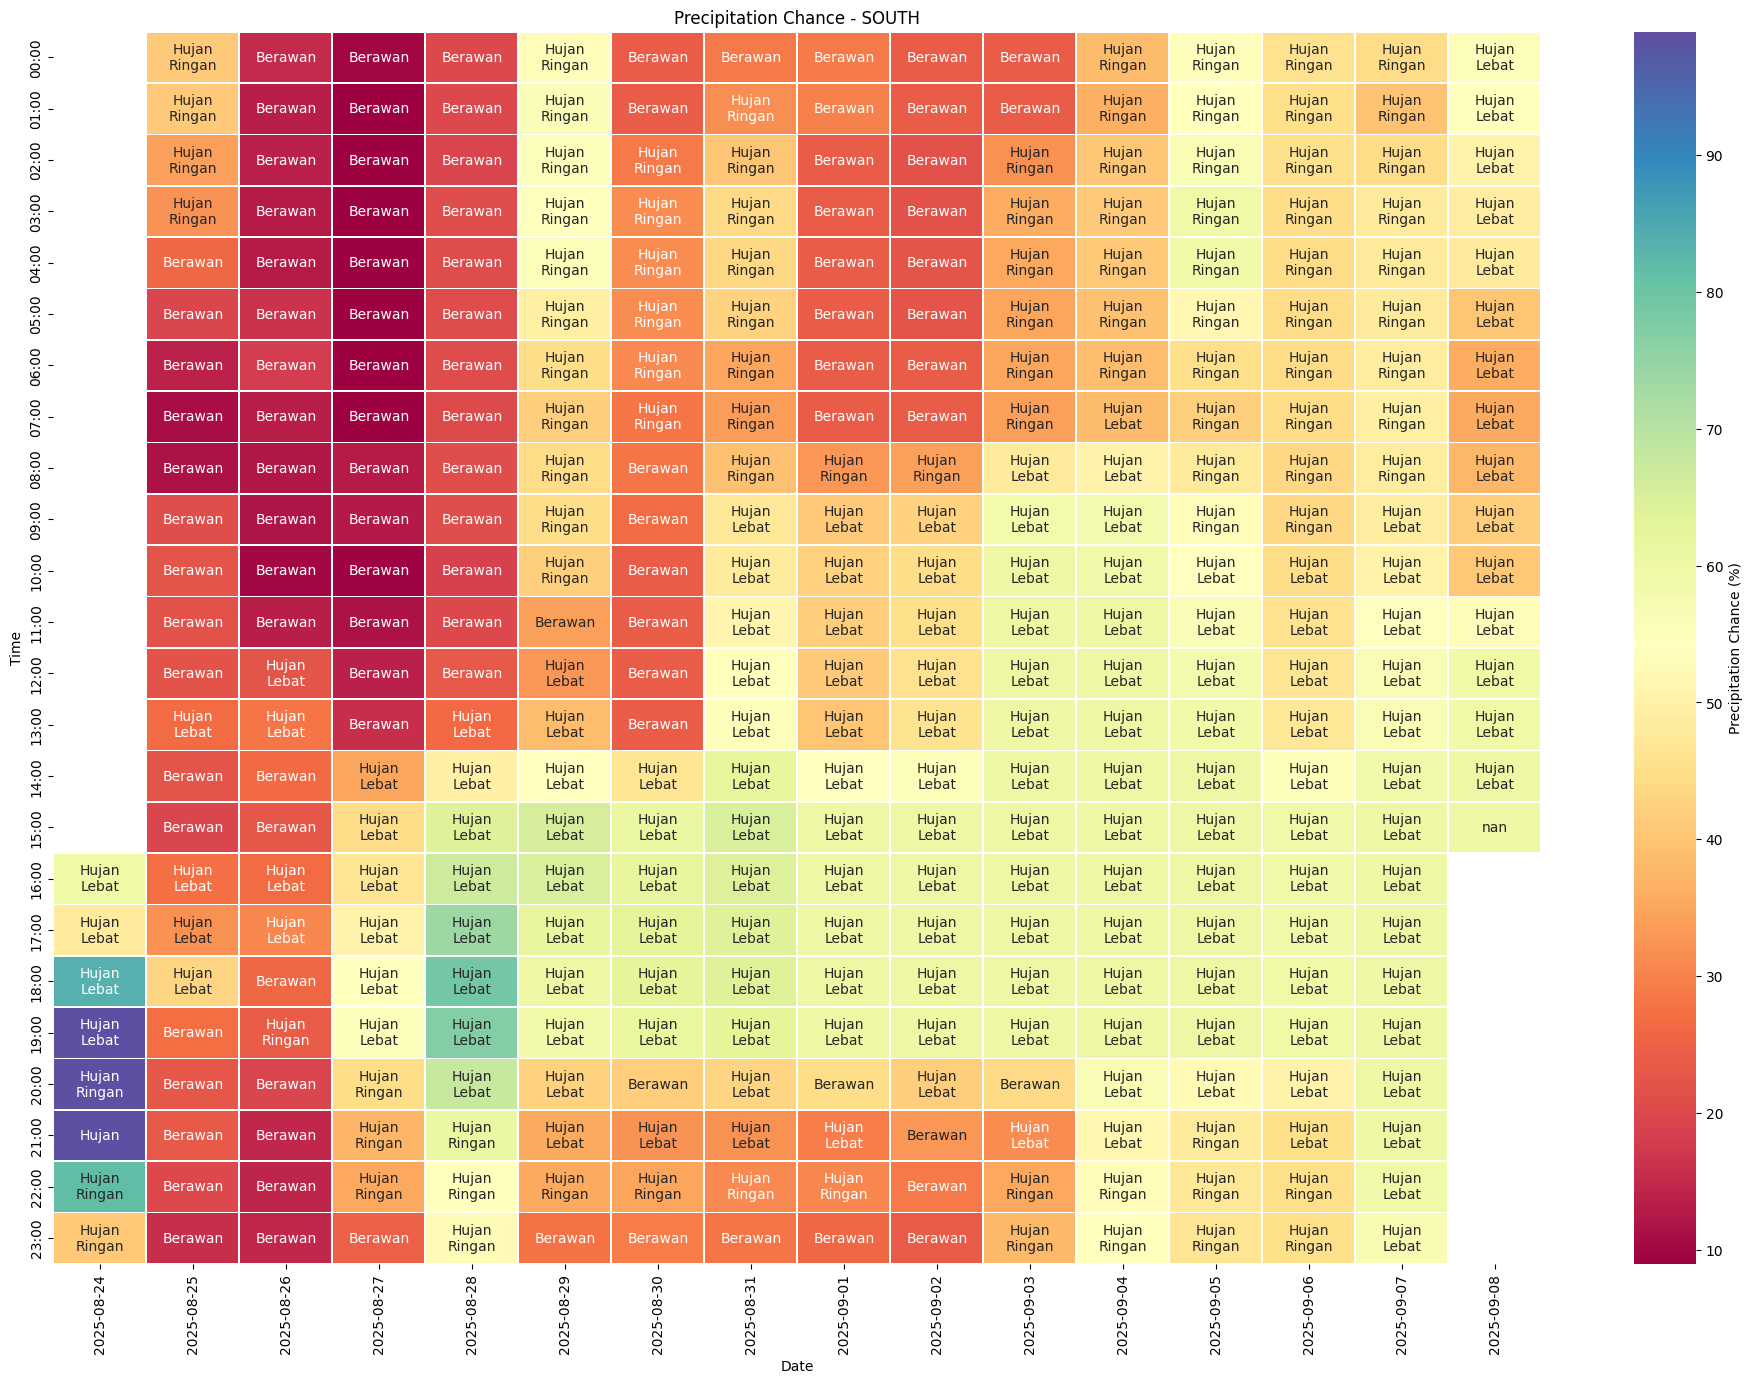 Precipitation Chance - SOUTH
00:00 Hujan Ringan Berawan Berawan Berawan Hujan Ringan Berawan Berawan Berawan Berawan Berawan Hujan Ringan Hujan Ringan Hujan Ringan Hujan Ringan Hujan Lebat
01:00 Hujan Ringan Berawan Berawan Berawan Hujan Ringan Berawan Hujan Ringan Berawan Berawan Berawan Hujan Ringan Hujan Ringan Hujan Ringan Hujan Ringan Hujan Lebat
02:00 Hujan Ringan Berawan Berawan Berawan Hujan Ringan Hujan Ringan Hujan Ringan Berawan Berawan Hujan Ringan Hujan Ringan Hujan Ringan Hujan Ringan Hujan Ringan Hujan Lebat
03:00 Hujan Ringan Berawan Berawan Berawan Hujan Ringan Hujan Ringan Hujan Ringan Berawan Berawan Hujan Ringan Hujan Ringan Hujan Ringan Hujan Ringan Hujan Ringan Hujan Lebat
04:00 Berawan Berawan Berawan Berawan Hujan Ringan Hujan Ringan Hujan Ringan Berawan Berawan Hujan Ringan Hujan Ringan Hujan Ringan Hujan Ringan Hujan Ringan Hujan Lebat
05:00 Berawan Berawan Berawan Berawan Hujan Ringan Hujan Ringan Hujan Ringan Berawan Berawan Hujan Ringan Hujan Ringan Hujan Ringan Hujan Ringan Hujan Ringan Hujan Lebat
06:00 Berawan Berawan Berawan Berawan Hujan Ringan Hujan Ringan Hujan Ringan Berawan Berawan Hujan Ringan Hujan Ringan Hujan Ringan Hujan Ringan Hujan Ringan Hujan Lebat
07:00 Berawan Berawan Berawan Berawan Hujan Ringan Hujan Ringan Hujan Ringan Berawan Berawan Hujan Ringan Hujan Lebat Hujan Ringan Hujan Ringan Hujan Ringan Hujan Lebat
08:00 Berawan Berawan Berawan Berawan Hujan Ringan Berawan Hujan Ringan Hujan Ringan Hujan Ringan Hujan Lebat Hujan Lebat Hujan Ringan Hujan Ringan Hujan Ringan Hujan Lebat
09:00 Berawan Berawan Berawan Berawan Hujan Ringan Berawan Hujan Lebat Hujan Lebat Hujan Lebat Hujan Lebat Hujan Lebat Hujan Ringan Hujan Ringan Hujan Lebat Hujan Lebat
10:00 Berawan Berawan Berawan Berawan Hujan Ringan Berawan Hujan Lebat Hujan Lebat Hujan Lebat Hujan Lebat Hujan Lebat Hujan Lebat Hujan Lebat Hujan Lebat Hujan Lebat
11:00 Berawan Berawan Berawan Berawan Berawan Berawan Hujan Lebat Hujan Lebat Hujan Lebat Hujan Lebat Hujan Lebat Hujan Lebat Hujan Lebat Hujan Lebat Hujan Lebat
12:00 Berawan Hujan Lebat Berawan Berawan Hujan Lebat Berawan Hujan Lebat Hujan Lebat Hujan Lebat Hujan Lebat Hujan Lebat Hujan Lebat Hujan Lebat Hujan Lebat Hujan Lebat
13:00 Hujan Lebat Hujan Lebat Berawan Hujan Lebat Hujan Lebat Berawan Hujan Lebat Hujan Lebat Hujan Lebat Hujan Lebat Hujan Lebat Hujan Lebat Hujan Lebat Hujan Lebat Hujan Lebat
14:00 Berawan Berawan Hujan Lebat Hujan Lebat Hujan Lebat Hujan Lebat Hujan Lebat Hujan Lebat Hujan Lebat Hujan Lebat Hujan Lebat Hujan Lebat Hujan Lebat Hujan Lebat Hujan Lebat
15:00 Berawan Berawan Hujan Lebat Hujan Lebat Hujan Lebat Hujan Lebat Hujan Lebat Hujan Lebat Hujan Lebat Hujan Lebat Hujan Lebat Hujan Lebat Hujan Lebat Hujan Lebat nan
16:00 Hujan Lebat Hujan Lebat Hujan Lebat Hujan Lebat Hujan Lebat Hujan Lebat Hujan Lebat Hujan Lebat Hujan Lebat Hujan Lebat Hujan Lebat Hujan Lebat Hujan Lebat Hujan Lebat Hujan Lebat
17:00 Hujan Lebat Hujan Lebat Hujan Lebat Hujan Lebat Hujan Lebat Hujan Lebat Hujan Lebat Hujan Lebat Hujan Lebat Hujan Lebat Hujan Lebat Hujan Lebat Hujan Lebat Hujan Lebat Hujan Lebat
18:00 Hujan Lebat Hujan Lebat Berawan Hujan Lebat Hujan Lebat Hujan Lebat Hujan Lebat Hujan Lebat Hujan Lebat Hujan Lebat Hujan Lebat Hujan Lebat Hujan Lebat Hujan Lebat Hujan Lebat
19:00 Hujan Lebat Berawan Hujan Ringan Hujan Lebat Hujan Lebat Hujan Lebat Hujan Lebat Hujan Lebat Hujan Lebat Hujan Lebat Hujan Lebat Hujan Lebat Hujan Lebat Hujan Lebat Hujan Lebat
20:00 Hujan Ringan Berawan Berawan Hujan Ringan Hujan Lebat Hujan Lebat Berawan Hujan Lebat Berawan Hujan Lebat Berawan Hujan Lebat Hujan Lebat Hujan Lebat Hujan Lebat
21:00 Hujan Berawan Berawan Hujan Ringan Hujan Ringan Hujan Lebat Hujan Lebat Hujan Lebat Hujan Lebat Berawan Hujan Lebat Hujan Lebat Hujan Ringan Hujan Lebat Hujan Lebat
22:00 Hujan Ringan Berawan Berawan Hujan Ringan Hujan Ringan Hujan Ringan Hujan Ringan Hujan Ringan Hujan Ringan Berawan Hujan Ringan Hujan Ringan Hujan Ringan Hujan Ringan Hujan Lebat
23:00 Hujan Ringan Berawan Berawan Berawan Hujan Ringan Berawan Berawan Berawan Berawan Berawan Hujan Ringan Hujan Ringan Hujan Ringan Hujan Ringan Hujan Lebat
Time
2025-08-24 2025-08-25 2025-08-26 2025-08-27 2025-08-28 2025-08-29 2025-08-30 2025-08-31 2025-09-01 2025-09-02 2025-09-03 2025-09-04 2025-09-05 2025-09-06 2025-09-07 2025-09-08
Date
90
80
70
60
50
40
30
20
10
Precipitation Chance (%)